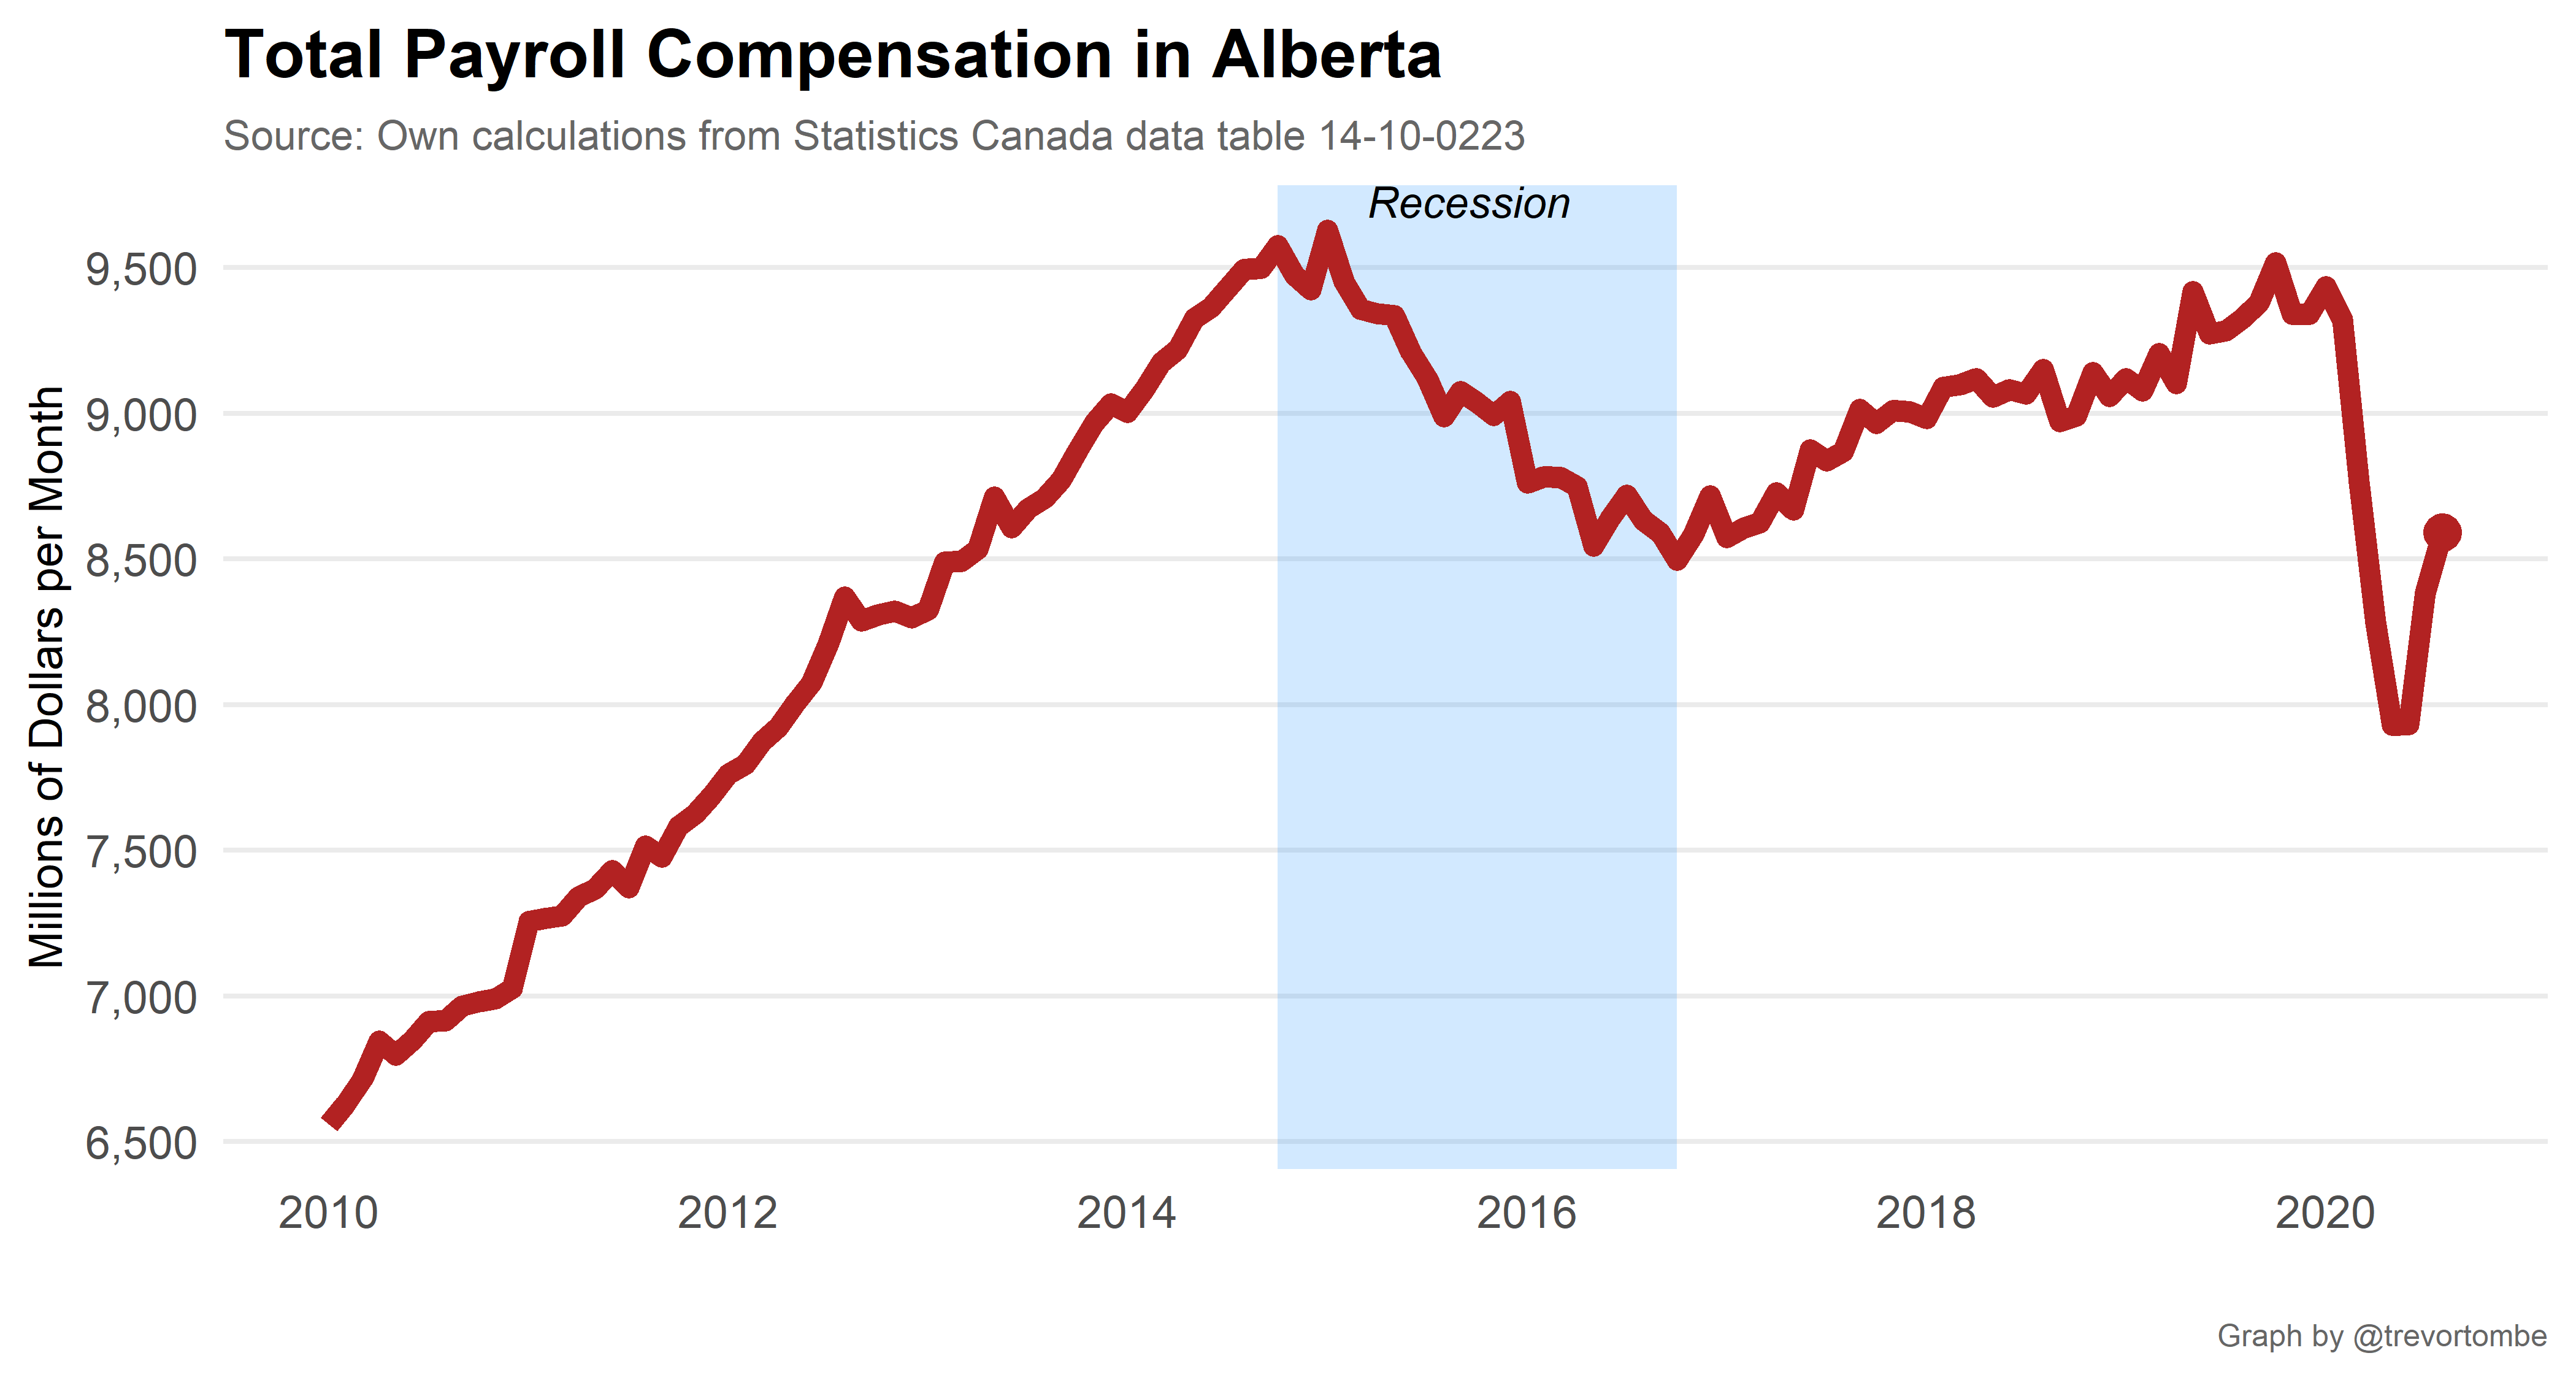 Total Payroll Compensation in Alberta
Source: Own calculations from Statistics Canada data table 14-10-0223
Recession
Millions of Dollars per Month
9,500
9,000
8,500
8,000
7,500
7,000
6,500
2010
2012
2014
2016
2018
2020
Graph by @trevortombe